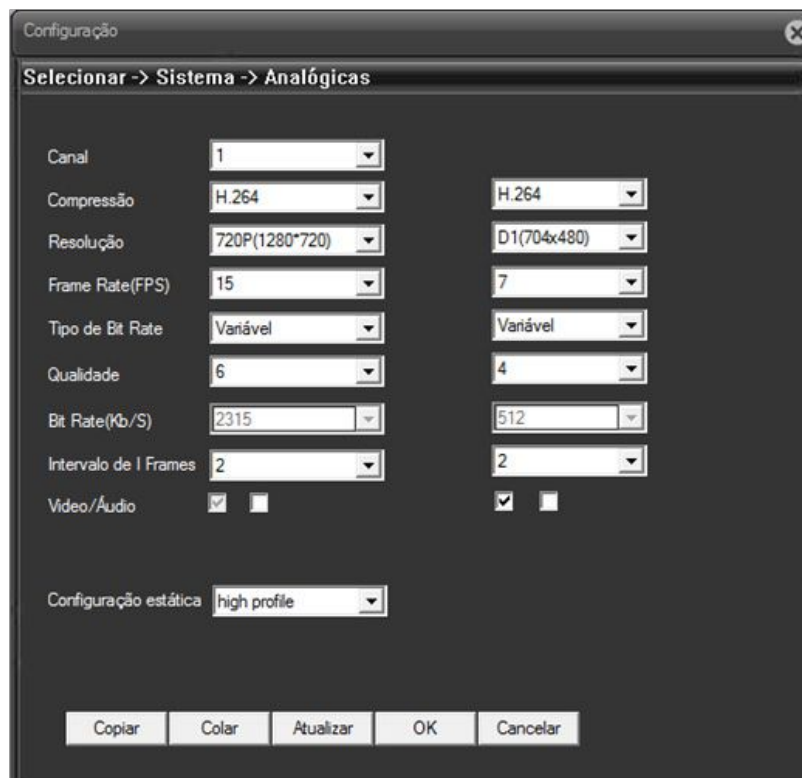 Configuração
Selecionar -> Sistema -> Analógicas
Canal 1
Compressão H.264 H.264
Resolução 720P(1280*720) D1(704x480)
Frame Rate(FPS) 15 7
Tipo de Bit Rate Variável Variável
Qualidade 6 4
Bit Rate(Kb/S) 2315 512
Intervalo de I Frames 2 2
Video/Áudio
Configuração estática high profile
Copiar Colar Atualizar OK Cancelar